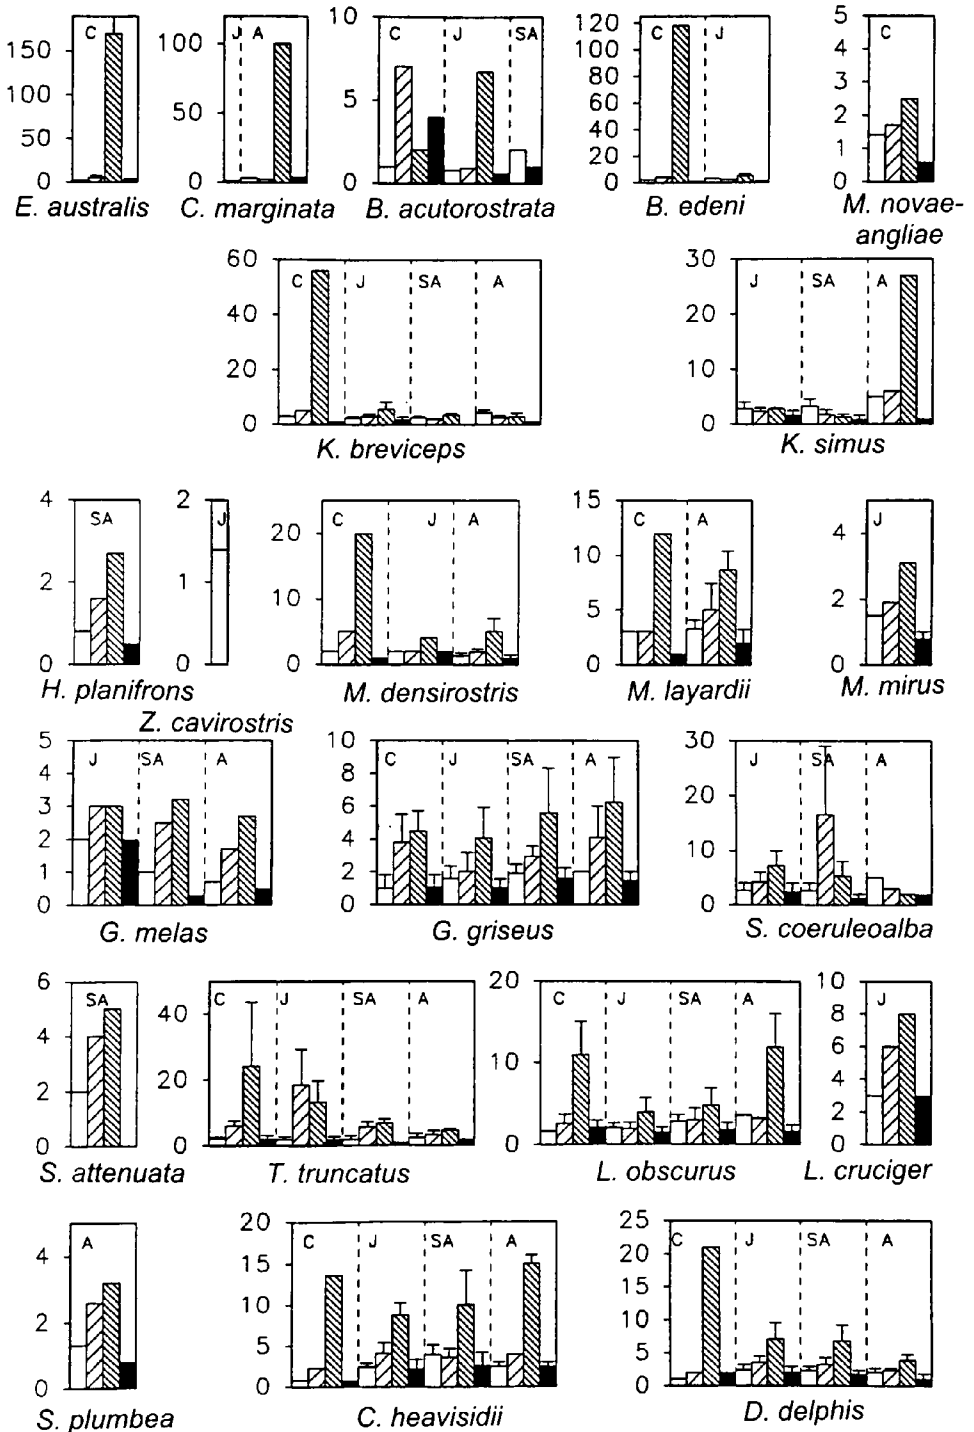 150
100
50
0
C
E. australis
100
50
0
J A
C. marginata
10
5
0
C J SA
B. acutorostrata
120
100
80
60
40
20
0
C J
B. edeni
5
4
3
2
1
0
C
M. novae-
angliae
60
40
20
0
C J SA A
K. breviceps
30
20
10
0
J SA A
K. simus
4
2
0
SA
H. planifrons
2
1
0
J
Z. cavirostris
20
10
0
C J A
M. densirostris
15
10
5
0
C A
M. layardii
4
2
0
J
M. mirus
5
4
3
2
1
0
J SA A
G. melas
10
8
6
4
2
0
C J SA A
G. griseus
30
20
10
0
J SA A
S. coeruleoalba
6
4
2
0
SA
S. attenuata
40
20
0
C J SA A
T. truncatus
20
10
0
C J SA A
L. obscurus
10
8
6
4
2
0
J
L. cruciger
4
2
0
A
S. plumbea
20
15
10
5
0
C J SA A
C. heavisidii
25
20
15
10
5
0
C J SA A
D. delphis